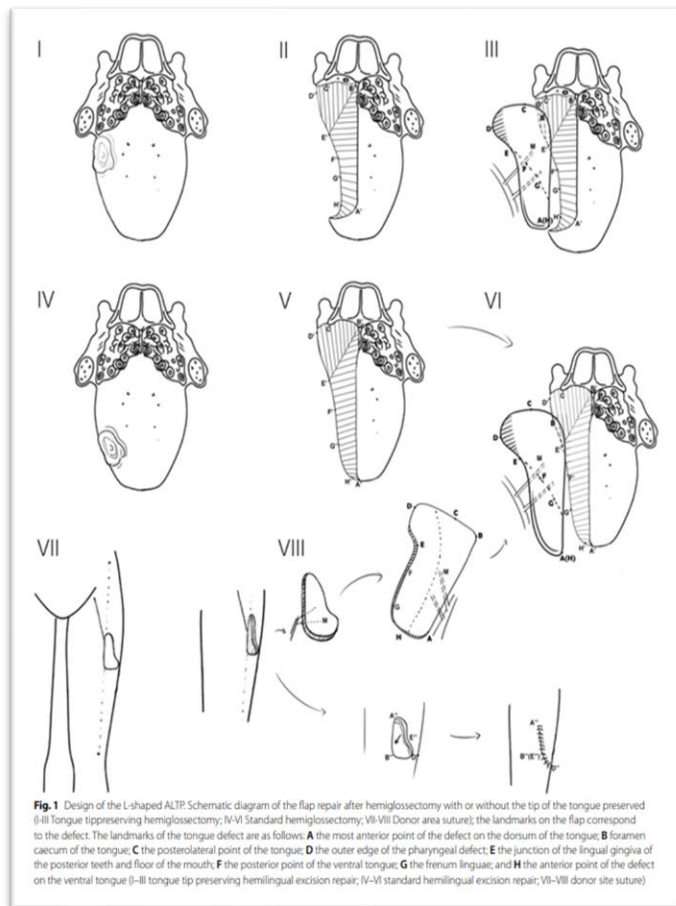 I
II
III
IV
V
VI
VII
VIII
Fig. 1 Design of the L-shaped ALTP. Schematic diagram of the flap repair after hemiglossectomy with or without the tip of the tongue preserved
(I-III Tongue tippreserving hemiglossectomy; IV-VI Standard hemiglossectomy; VII-VIII Donor area suture); the landmarks on the flap correspond
to the defect. The landmarks of the tongue defect are as follows: A the most anterior point of the defect on the dorsum of the tongue; B foramen
caecum of the tongue; C the posterolateral point of the tongue; D the outer edge of the pharyngeal defect; E the junction of the lingual gingiva of
the posterior teeth and floor of the mouth; F the posterior point of the ventral tongue; G the frenum linguae; and H the anterior point of the defect
on the ventral tongue (I–III tongue tip preserving hemilingual excision repair; IV–VI standard hemilingual excision repair; VII–VIII donor site suture)